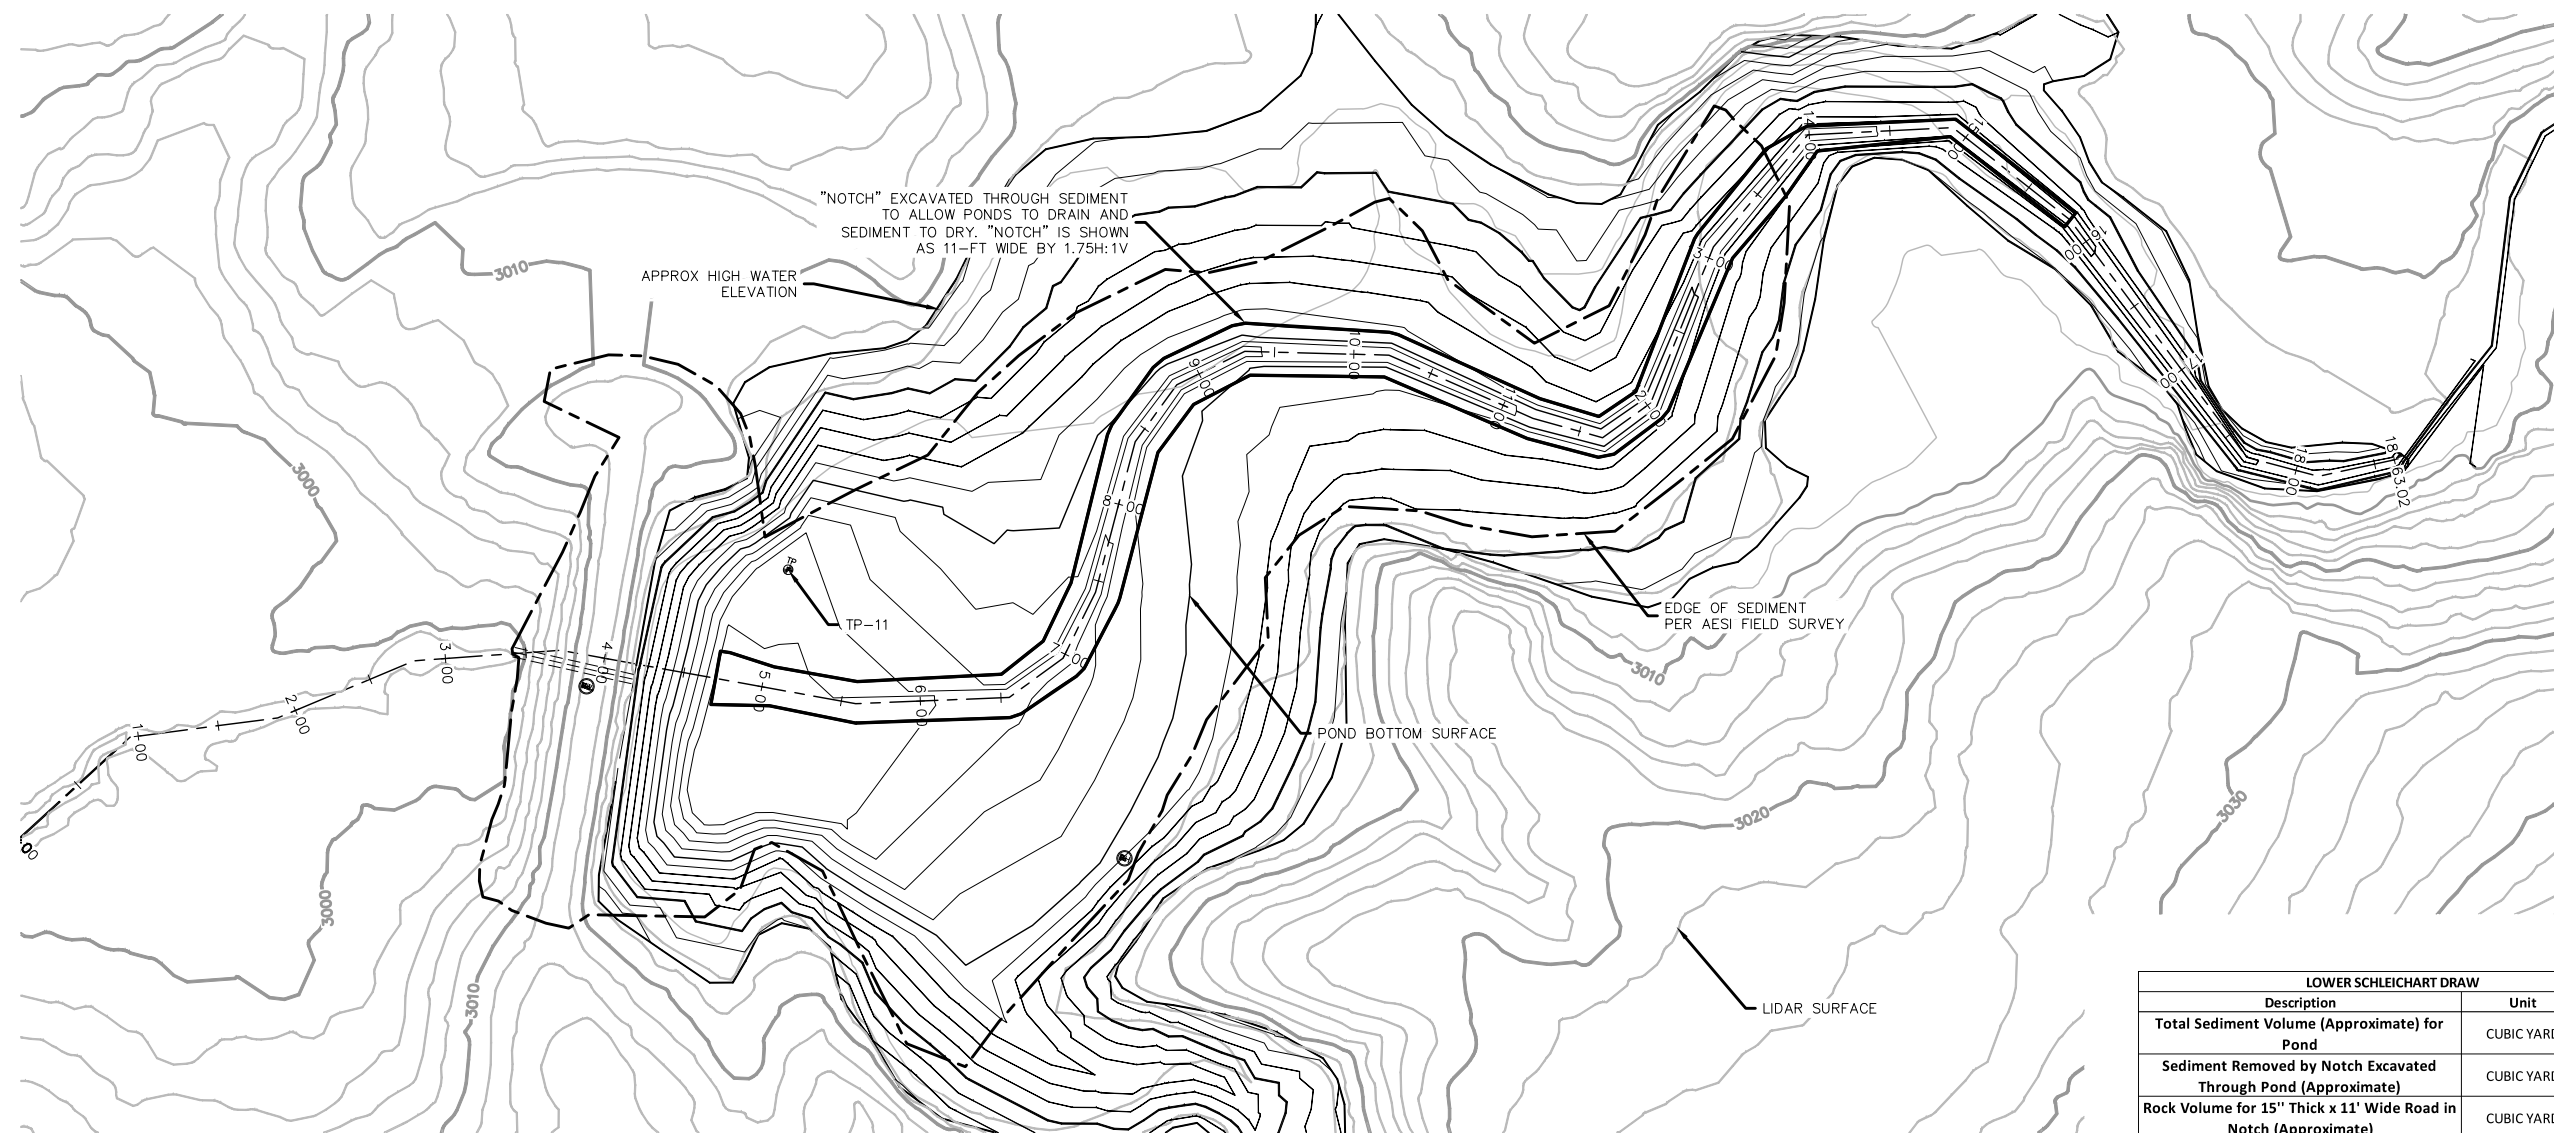 "NOTCH" EXCAVATED THROUGH SEDIMENT
TO ALLOW PONDS TO DRAIN AND
SEDIMENT TO DRY. "NOTCH" IS SHOWN
AS 11-FT WIDE BY 1.75H:1V
APPROX HIGH WATER
ELEVATION
3010
3000
TP
TP-11
EDGE OF SEDIMENT
PER AESI FIELD SURVEY
POND BOTTOM SURFACE
LIDAR SURFACE
3010
3020
3030
3000
3010
00
1+00
2+00
3+00
4+00
5+00
6+00
7+00
8+00
9+00
10+00
11+00
12+00
13+00
14+00
15+00
16+00
17+00
18+00
18+63.02
LOWER SCHLEICHART DRAW
Description Unit
Total Sediment Volume (Approximate) for
Pond
CUBIC YARD
Sediment Removed by Notch Excavated
Through Pond (Approximate)
CUBIC YARD
Rock Volume for 15'' Thick x 11' Wide Road in
Notch (Approximate)
CUBIC YARD